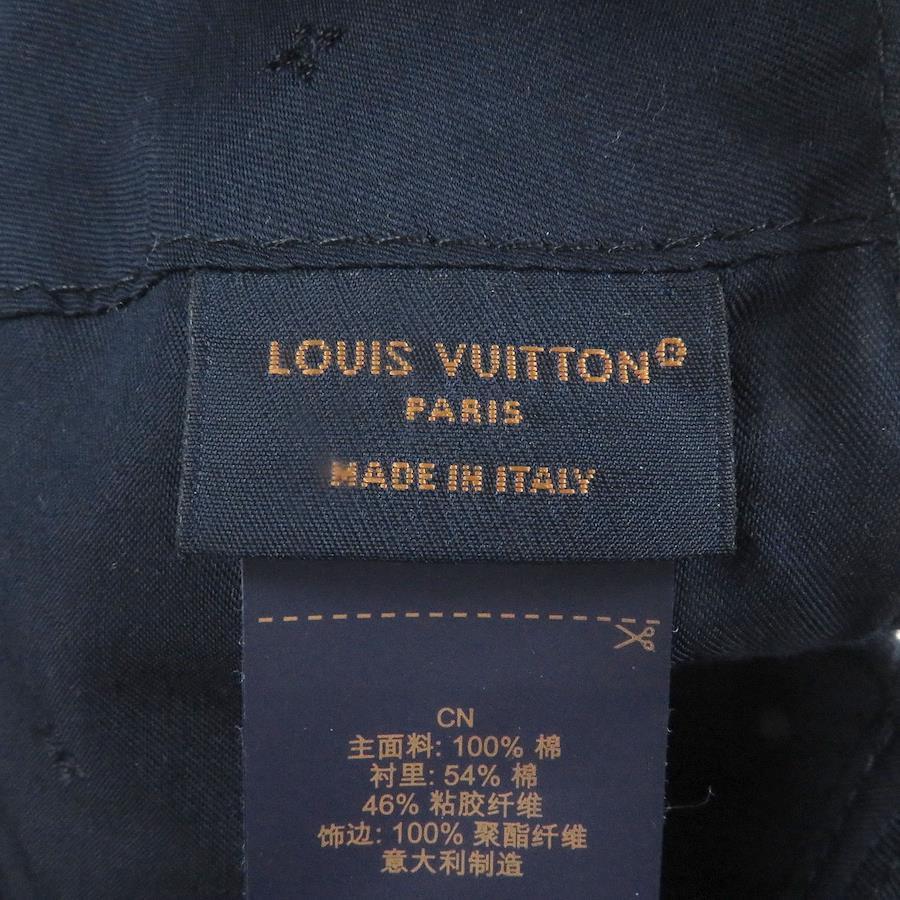 LOUIS VUITTON®
PARIS
MADE IN ITALY
CN
主面料: 100% 棉
衬里: 54% 棉
46% 粘胶纤维
饰边: 100% 聚酯纤维
意大利制造